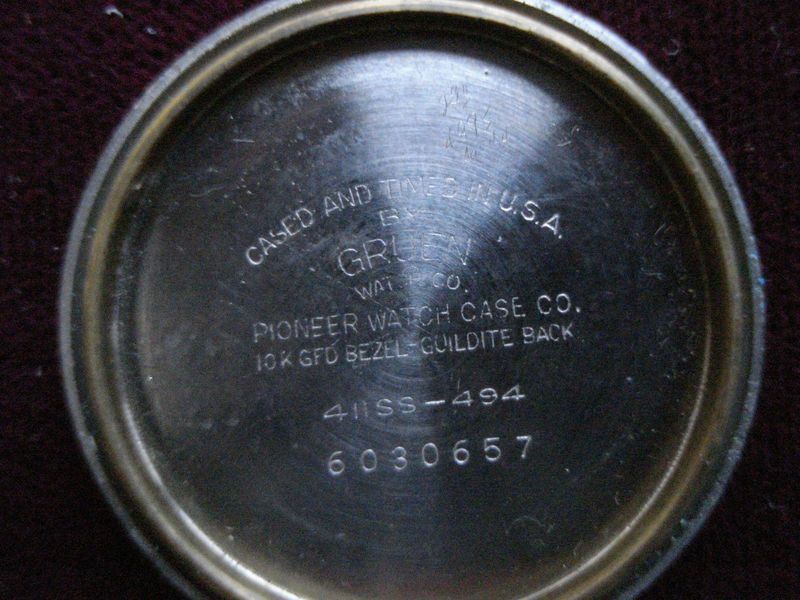 CASED AND TIMED IN U.S.A.
BY
GRUEN
WATCH CO.
PIONEER WATCH CASE CO.
10K GFD BEZEL-GUILDITE BACK
411SS-494
6030657